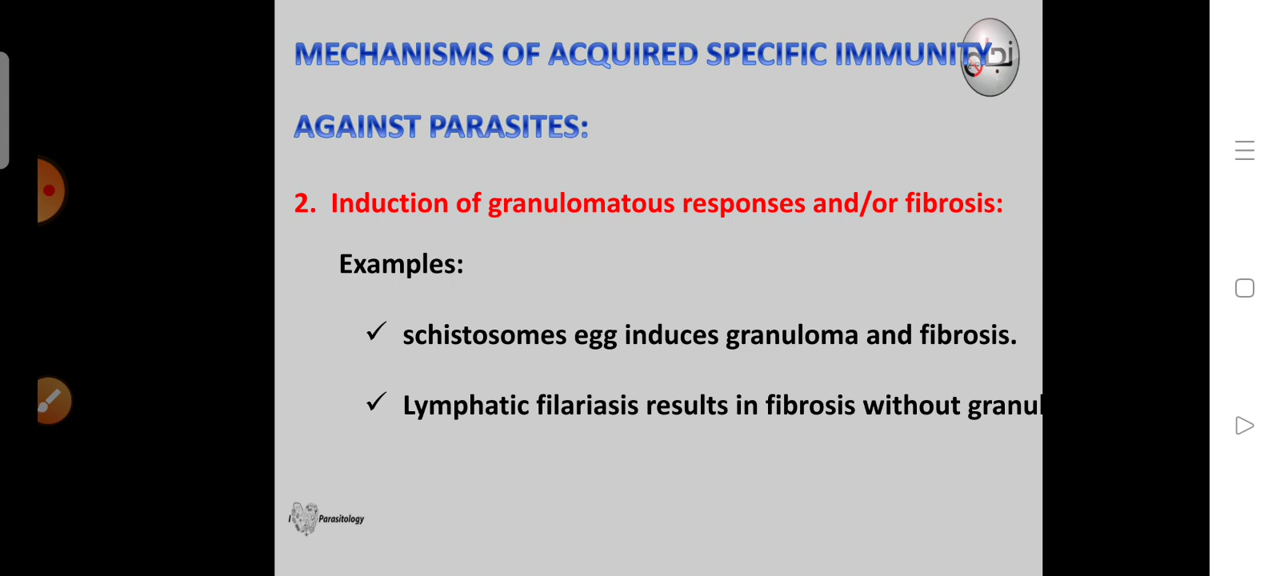 MECHANISMS OF ACQUIRED SPECIFIC IMMUNITY
AGAINST PARASITES:
2. Induction of granulomatous responses and/or fibrosis:
Examples:
✓ schistosomes egg induces granuloma and fibrosis.
✓ Lymphatic filariasis results in fibrosis without granul
I Parasitology